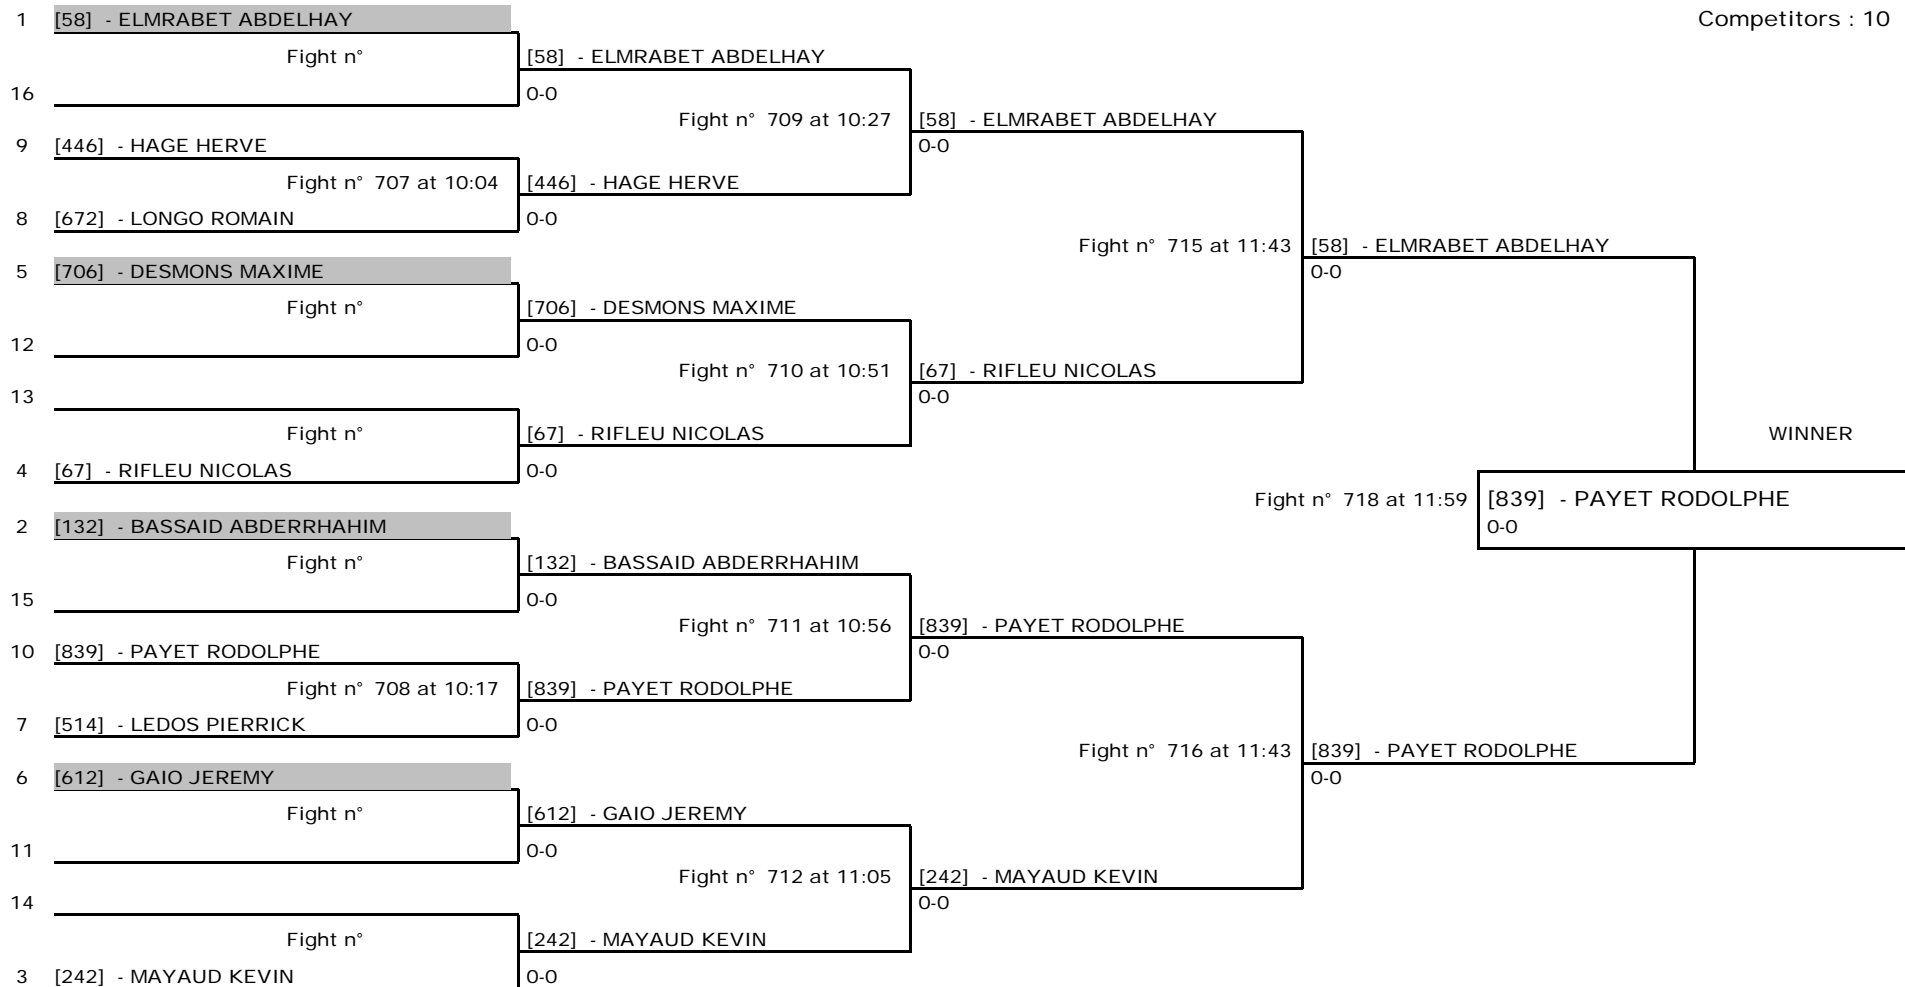 1 [58] - ELMRABET ABDELHAY
Competitors : 10
Fight n°
[58] - ELMRABET ABDELHAY
16
0-0
Fight n° 709 at 10:27
[58] - ELMRABET ABDELHAY
9 [446] - HAGE HERVE
0-0
Fight n° 707 at 10:04
[446] - HAGE HERVE
8 [672] - LONGO ROMAIN
0-0
Fight n° 715 at 11:43
[58] - ELMRABET ABDELHAY
5 [706] - DESMONS MAXIME
0-0
Fight n°
[706] - DESMONS MAXIME
12
0-0
Fight n° 710 at 10:51
[67] - RIFLEU NICOLAS
13
0-0
Fight n°
[67] - RIFLEU NICOLAS
WINNER
4 [67] - RIFLEU NICOLAS
0-0
Fight n° 718 at 11:59
[839] - PAYET RODOLPHE
2 [132] - BASSAID ABDERRHAHIM
0-0
Fight n°
[132] - BASSAID ABDERRHAHIM
15
0-0
Fight n° 711 at 10:56
[839] - PAYET RODOLPHE
10 [839] - PAYET RODOLPHE
0-0
Fight n° 708 at 10:17
[839] - PAYET RODOLPHE
7 [514] - LEDOS PIERRICK
0-0
Fight n° 716 at 11:43
[839] - PAYET RODOLPHE
6 [612] - GAIO JEREMY
0-0
Fight n°
[612] - GAIO JEREMY
11
0-0
Fight n° 712 at 11:05
[242] - MAYAUD KEVIN
14
0-0
Fight n°
[242] - MAYAUD KEVIN
3 [242] - MAYAUD KEVIN
0-0